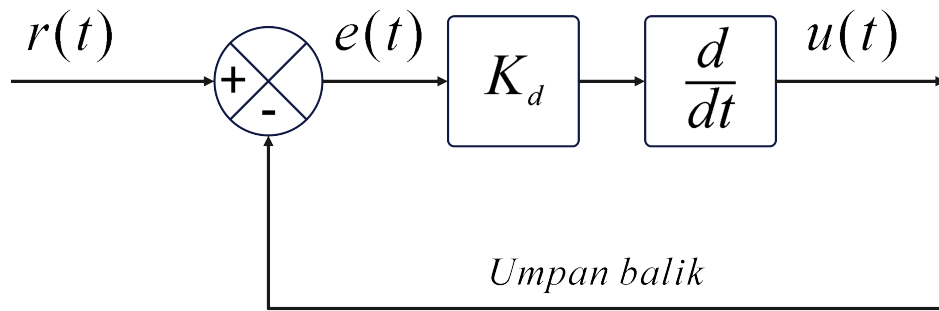 r(t)
+
-
e(t)
K_d
d/dt
u(t)
Umpan balik